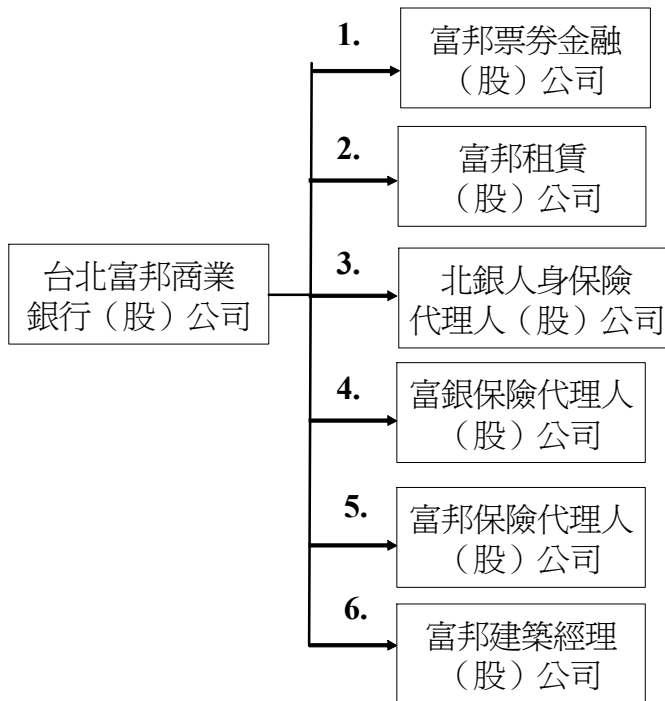 1.
富邦票券金融
（股）公司
2.
富邦租賃
（股）公司
台北富邦商業
銀行（股）公司
3.
北銀人身保險
代理人（股）公司
4.
富銀保險代理人
（股）公司
5.
富邦保險代理人
（股）公司
6.
富邦建築經理
（股）公司